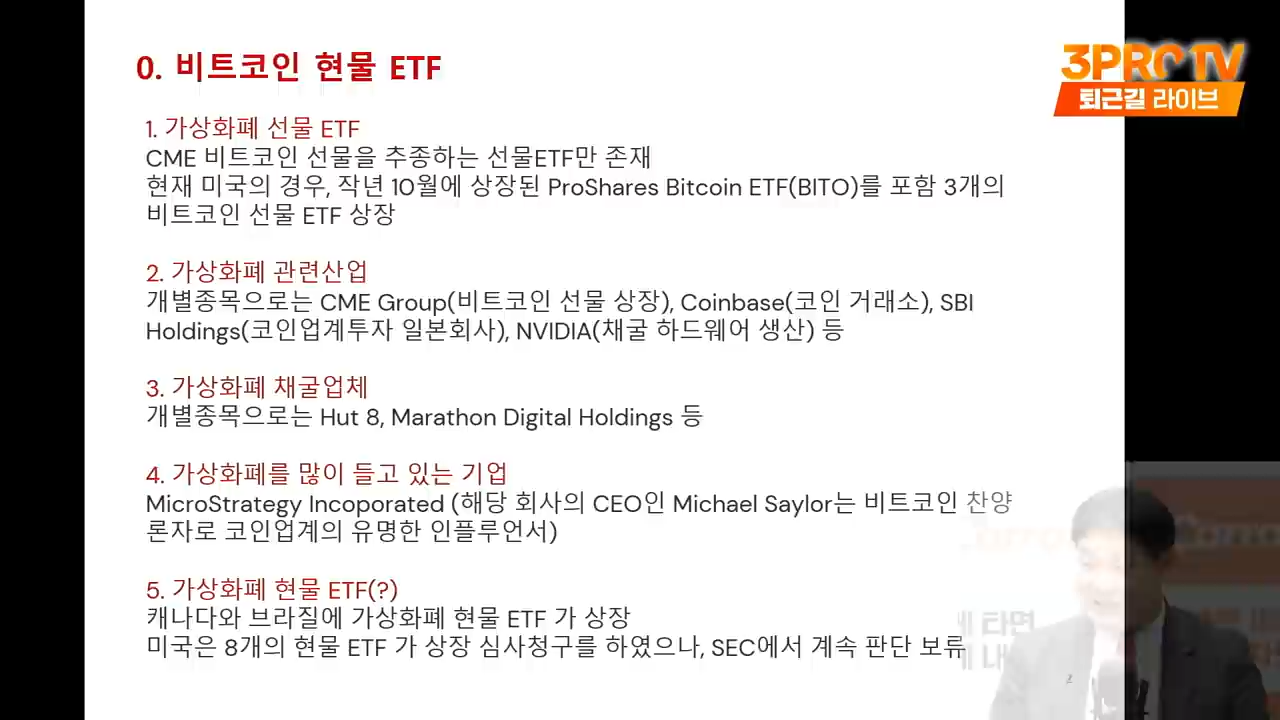 0. 비트코인 현물 ETF
3PRO TV
퇴근길 라이브
1. 가상화폐 선물 ETF
CME 비트코인 선물을 추종하는 선물ETF만 존재
현재 미국의 경우, 작년 10월에 상장된 ProShares Bitcoin ETF(BITO)를 포함 3개의
비트코인 선물 ETF 상장
2. 가상화폐 관련산업
개별종목으로는 CME Group(비트코인 선물 상장), Coinbase(코인 거래소), SBI
Holdings(코인업계투자 일본회사), NVIDIA(채굴 하드웨어 생산) 등
3. 가상화폐 채굴업체
개별종목으로는 Hut 8, Marathon Digital Holdings 등
4. 가상화폐를 많이 들고 있는 기업
MicroStrategy Incoporated (해당 회사의 CEO인 Michael Saylor는 비트코인 찬양
론자로 코인업계의 유명한 인플루언서)
5. 가상화폐 현물 ETF(?)
캐나다와 브라질에 가상화폐 현물 ETF 가 상장
미국은 8개의 현물 ETF 가 상장 심사청구를 하였으나, SEC에서 계속 판단 보류
타면
2